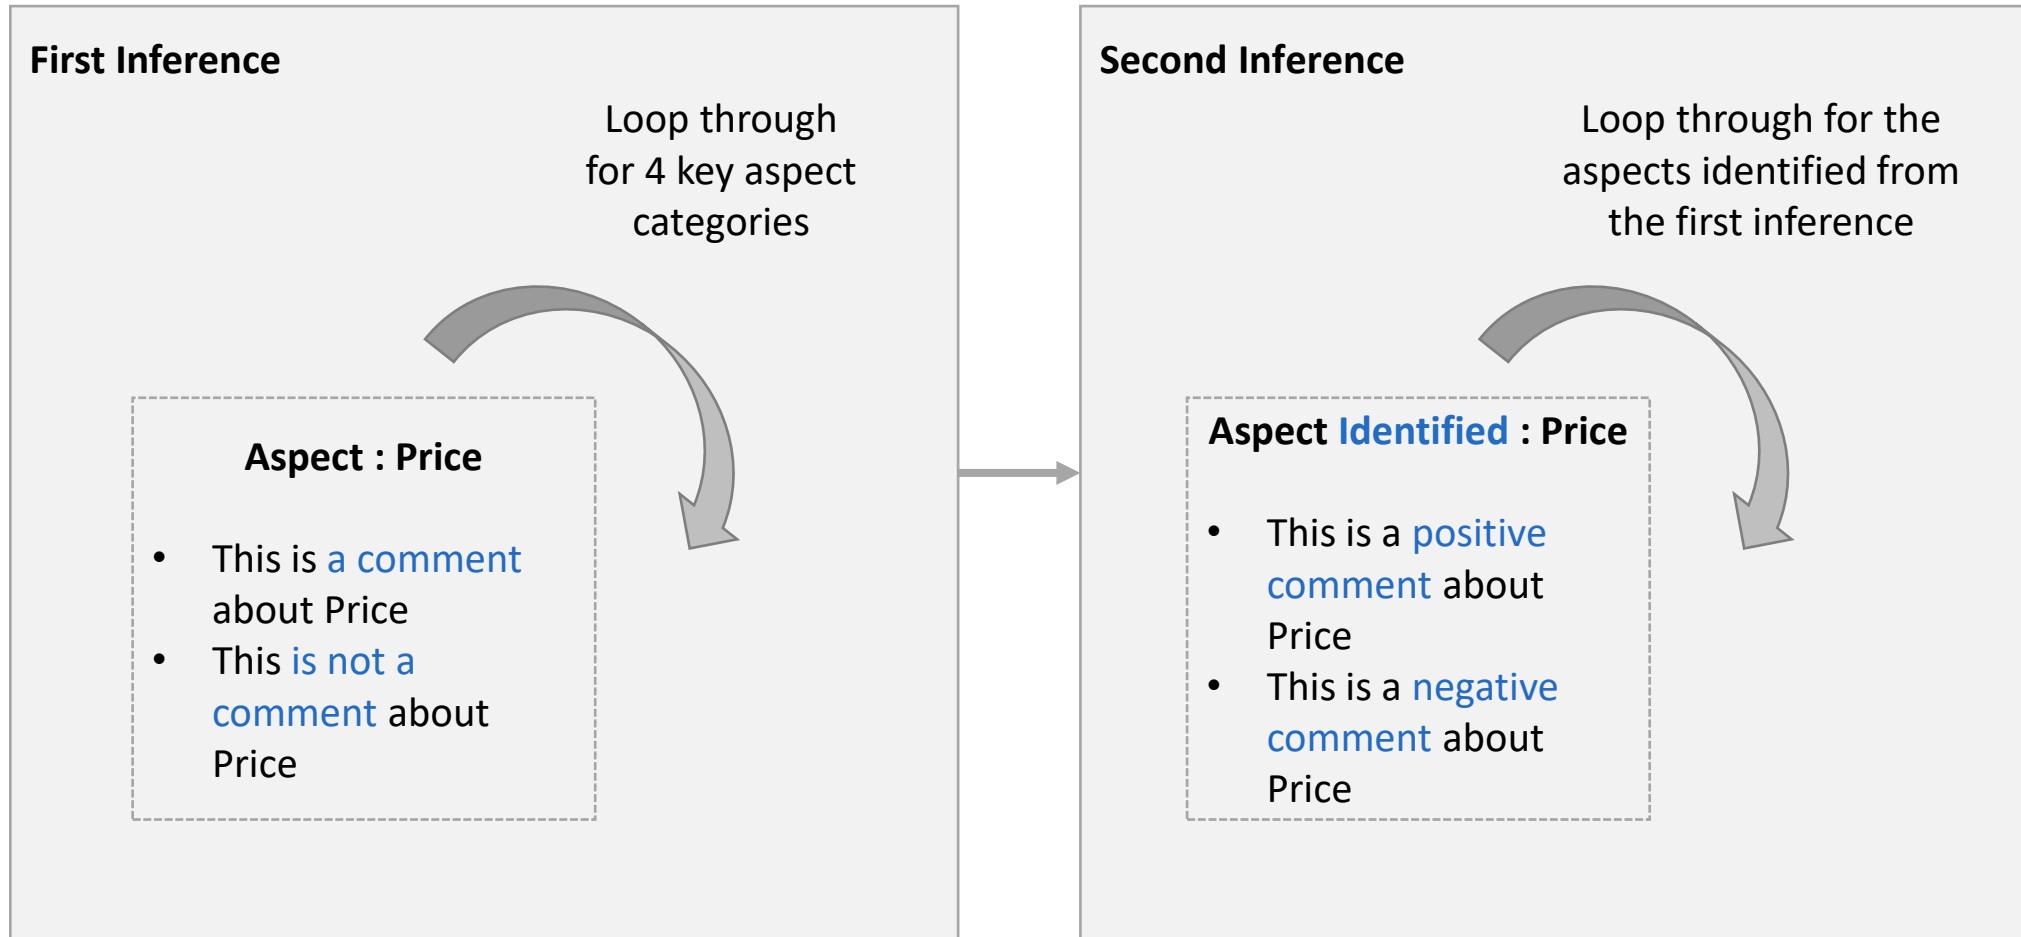 First Inference
Loop through
for 4 key aspect
categories
Aspect : Price
• This is a comment
about Price
• This is not a
comment about
Price
Second Inference
Loop through for the
aspects identified from
the first inference
Aspect Identified : Price
• This is a positive
comment about
Price
• This is a negative
comment about
Price